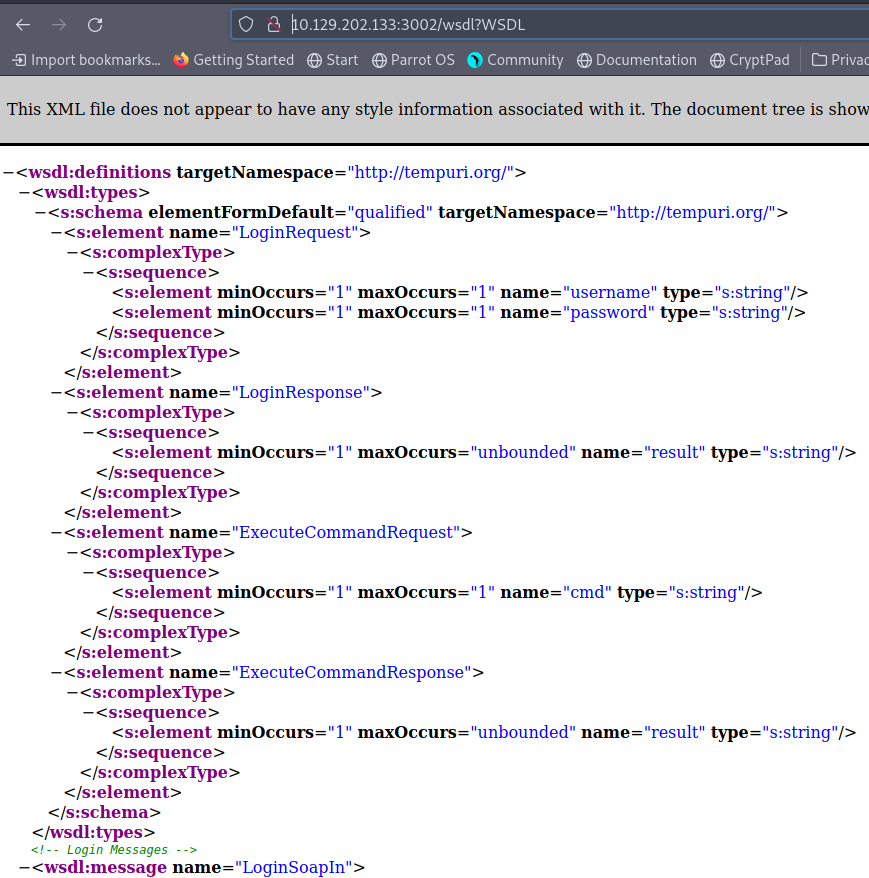 10.129.202.133:3002/wsdl?WSDL
Import bookmarks... Getting Started Start Parrot OS Community Documentation CryptPad Privac
This XML file does not appear to have any style information associated with it. The document tree is show
−<wsdl:definitions targetNamespace="http://tempuri.org/">
−<wsdl:types>
−<s:schema elementFormDefault="qualified" targetNamespace="http://tempuri.org/">
−<s:element name="LoginRequest">
−<s:complexType>
−<s:sequence>
<s:element minOccurs="1" maxOccurs="1" name="username" type="s:string"/>
<s:element minOccurs="1" maxOccurs="1" name="password" type="s:string"/>
</s:sequence>
</s:complexType>
</s:element>
−<s:element name="LoginResponse">
−<s:complexType>
−<s:sequence>
<s:element minOccurs="1" maxOccurs="unbounded" name="result" type="s:string"/>
</s:sequence>
</s:complexType>
</s:element>
−<s:element name="ExecuteCommandRequest">
−<s:complexType>
−<s:sequence>
<s:element minOccurs="1" maxOccurs="1" name="cmd" type="s:string"/>
</s:sequence>
</s:complexType>
</s:element>
−<s:element name="ExecuteCommandResponse">
−<s:complexType>
−<s:sequence>
<s:element minOccurs="1" maxOccurs="unbounded" name="result" type="s:string"/>
</s:sequence>
</s:complexType>
</s:element>
</s:schema>
</wsdl:types>
<!-- Login Messages -->
−<wsdl:message name="LoginSoapIn">